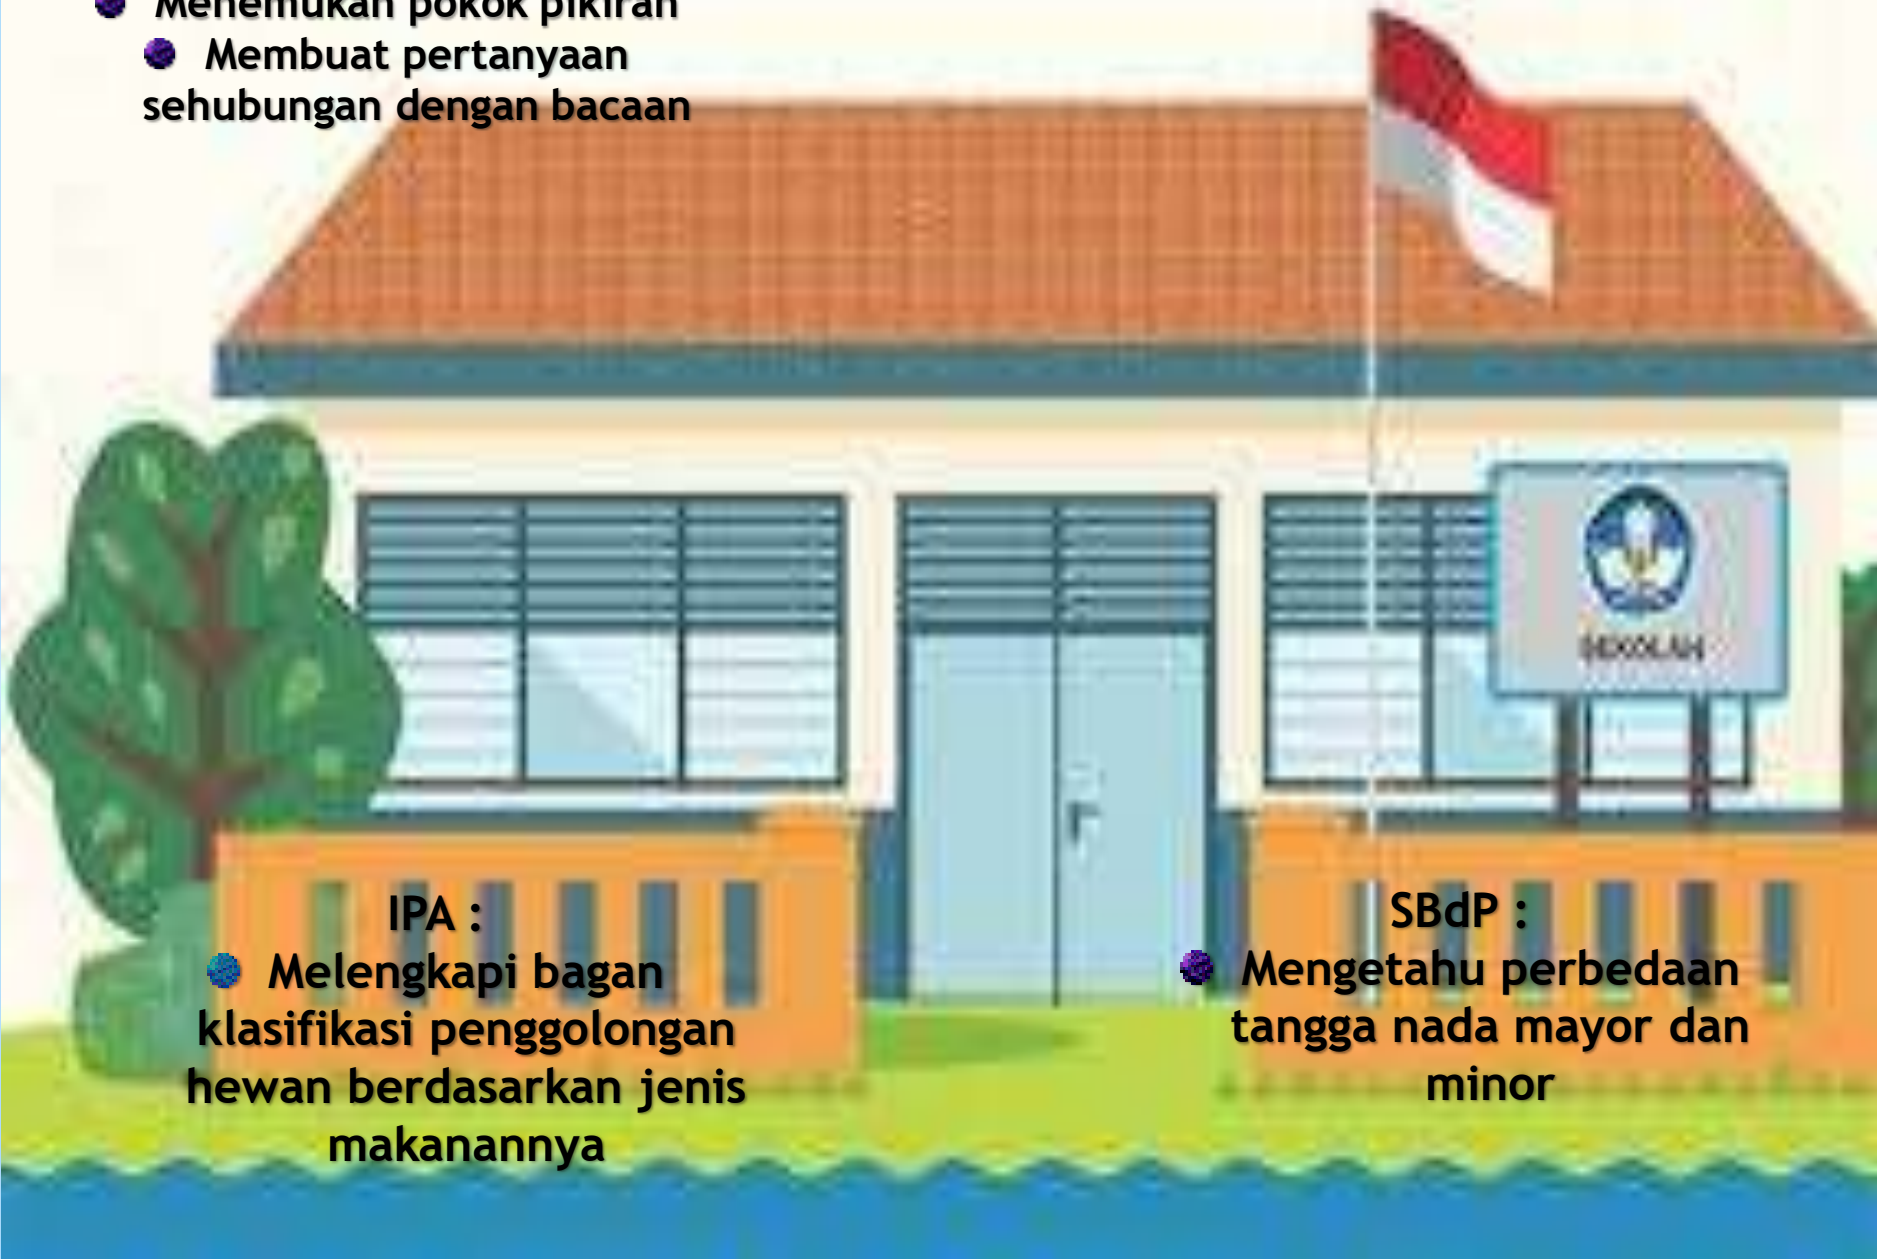 Menemukan pokok pikiran
Membuat pertanyaan
sehubungan dengan bacaan
SEKOLAH
IPA :
Melengkapi bagan
klasifikasi penggolongan
hewan berdasarkan jenis
makanannya
SBdP :
Mengetahu perbedaan
tangga nada mayor dan
minor